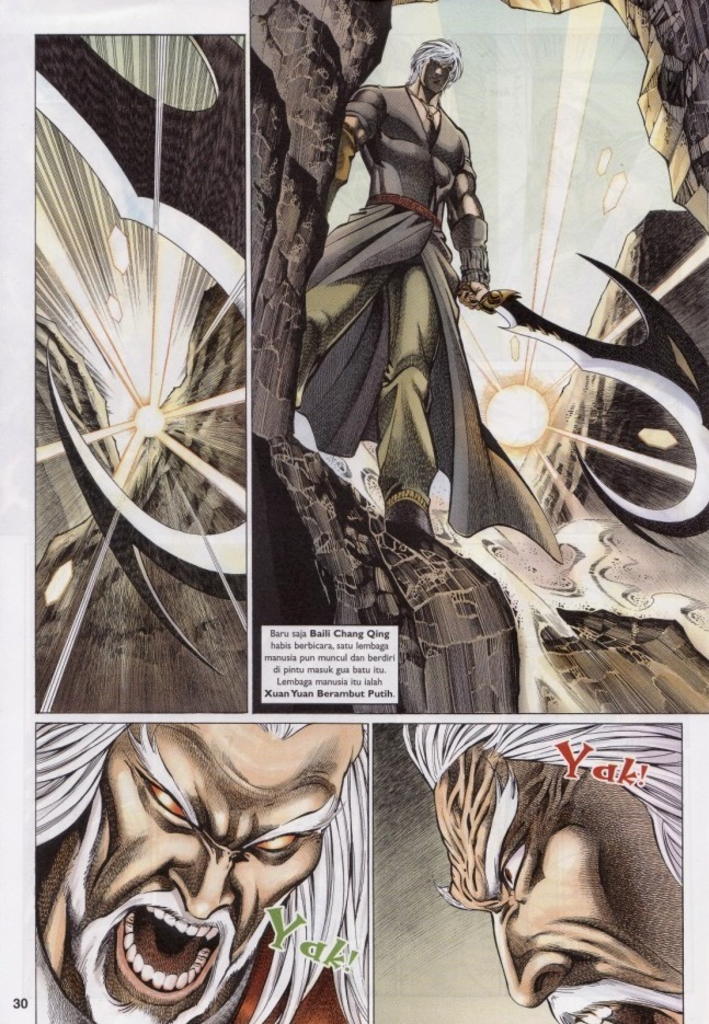 Baru saja Baili Chang Qing
habis berbicara, satu lembaga
manusia pun muncul dan berdiri
di pintu masuk gua batu itu.
Lembaga manusia itu ialah
Xuan Yuan Berambut Putih.
Yak!
Yak!
30